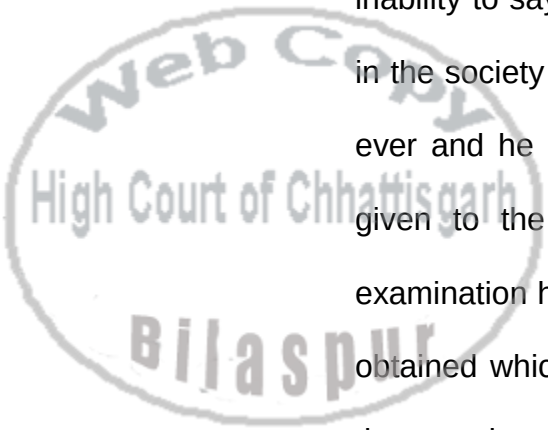 inability to say
Web Copy
in the society
ever and he
High Court of Chhattisgarh
given to the
examination h
Bilaspur
obtained whic